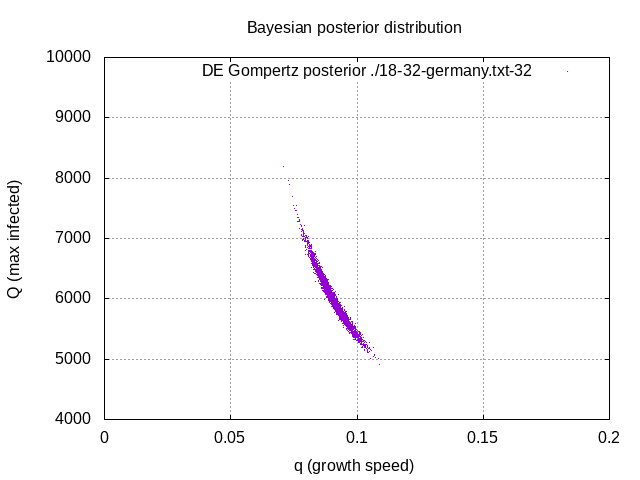 Bayesian posterior distribution
DE Gompertz posterior ./18-32-germany.txt-32
10000
9000
8000
7000
6000
5000
4000
Q (max infected)
0 0.05 0.1 0.15 0.2
q (growth speed)